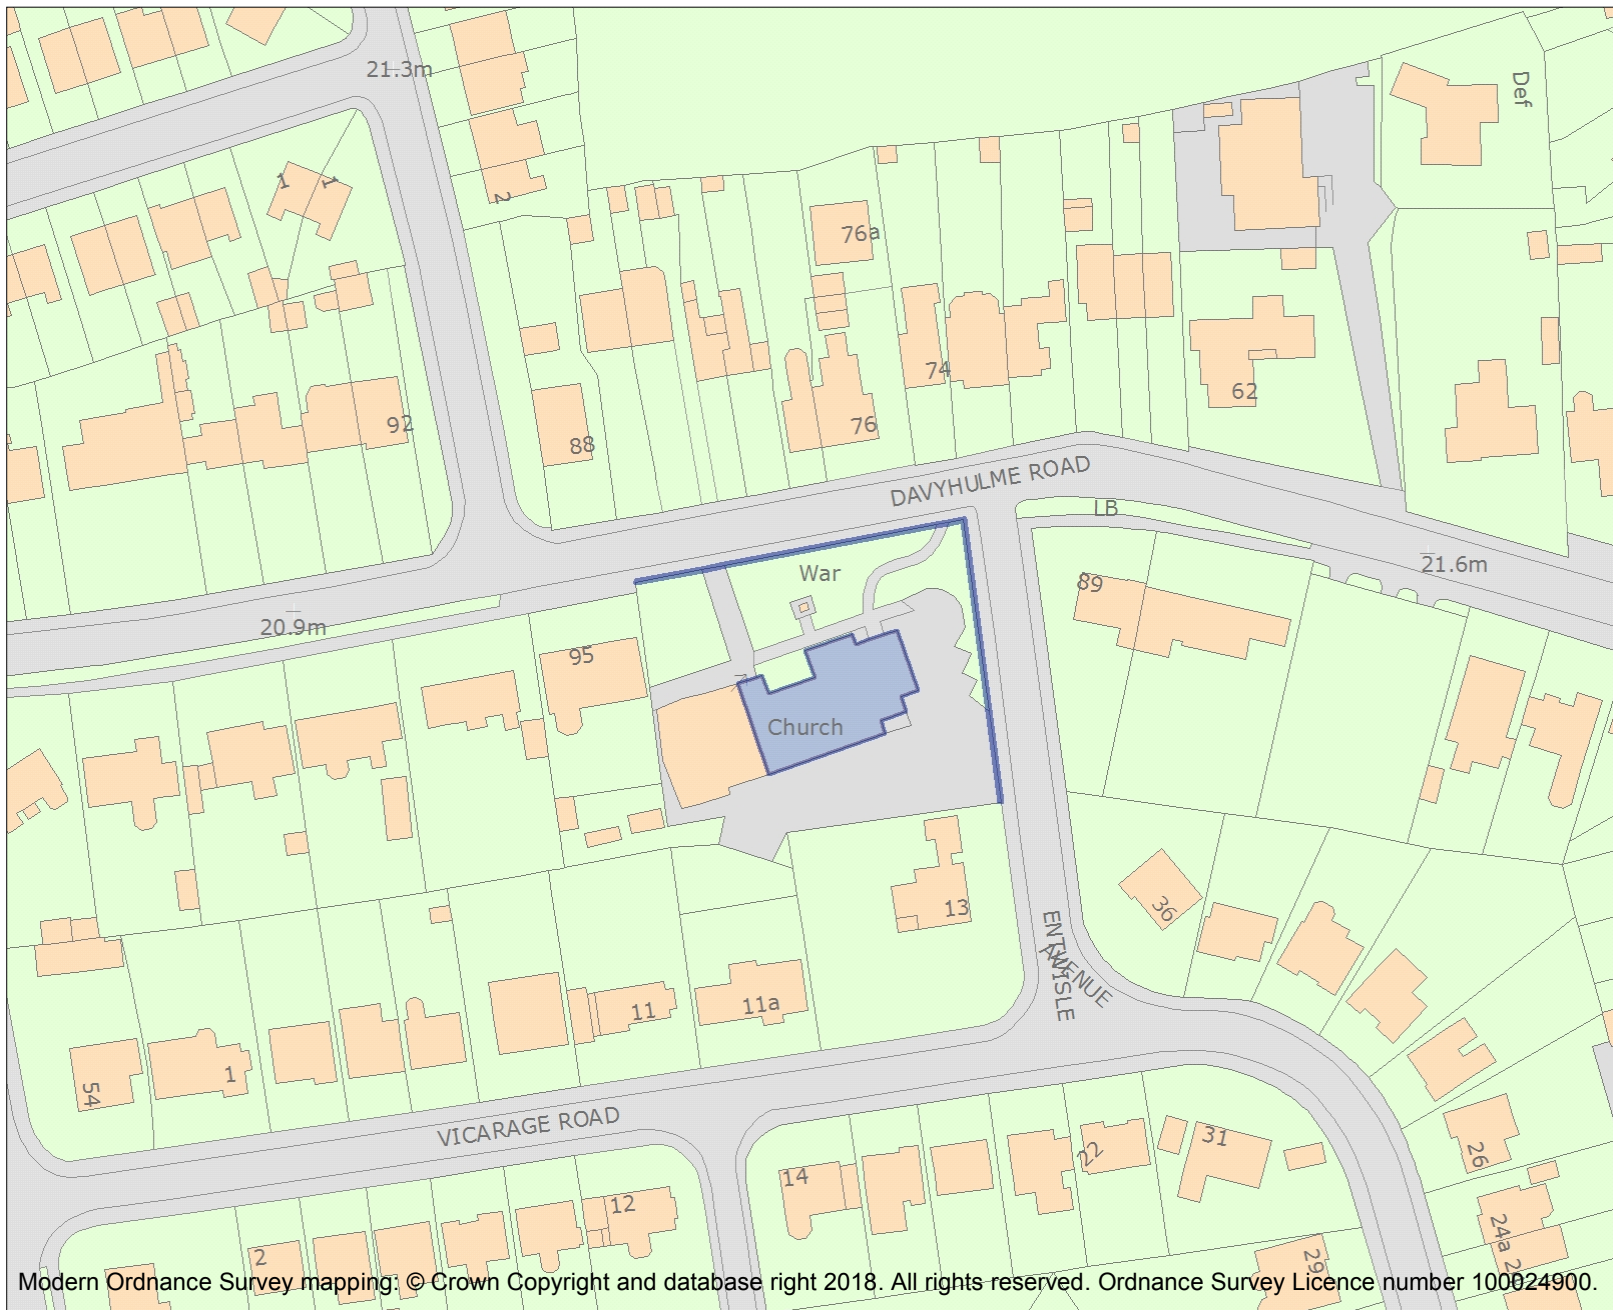 21.3m
Def
1
1
2
76a
74
62
92
88
76
DAVYHULME ROAD
LB
21.6m
War
89
20.9m
95
Church
36
13
ENTWISLE
AVENUE
11
11a
54
1
VICARAGE ROAD
22
31
26
14
12
24a
2
29
Modern Ordnance Survey mapping: © Crown Copyright and database right 2018. All rights reserved. Ordnance Survey Licence number 100024900.